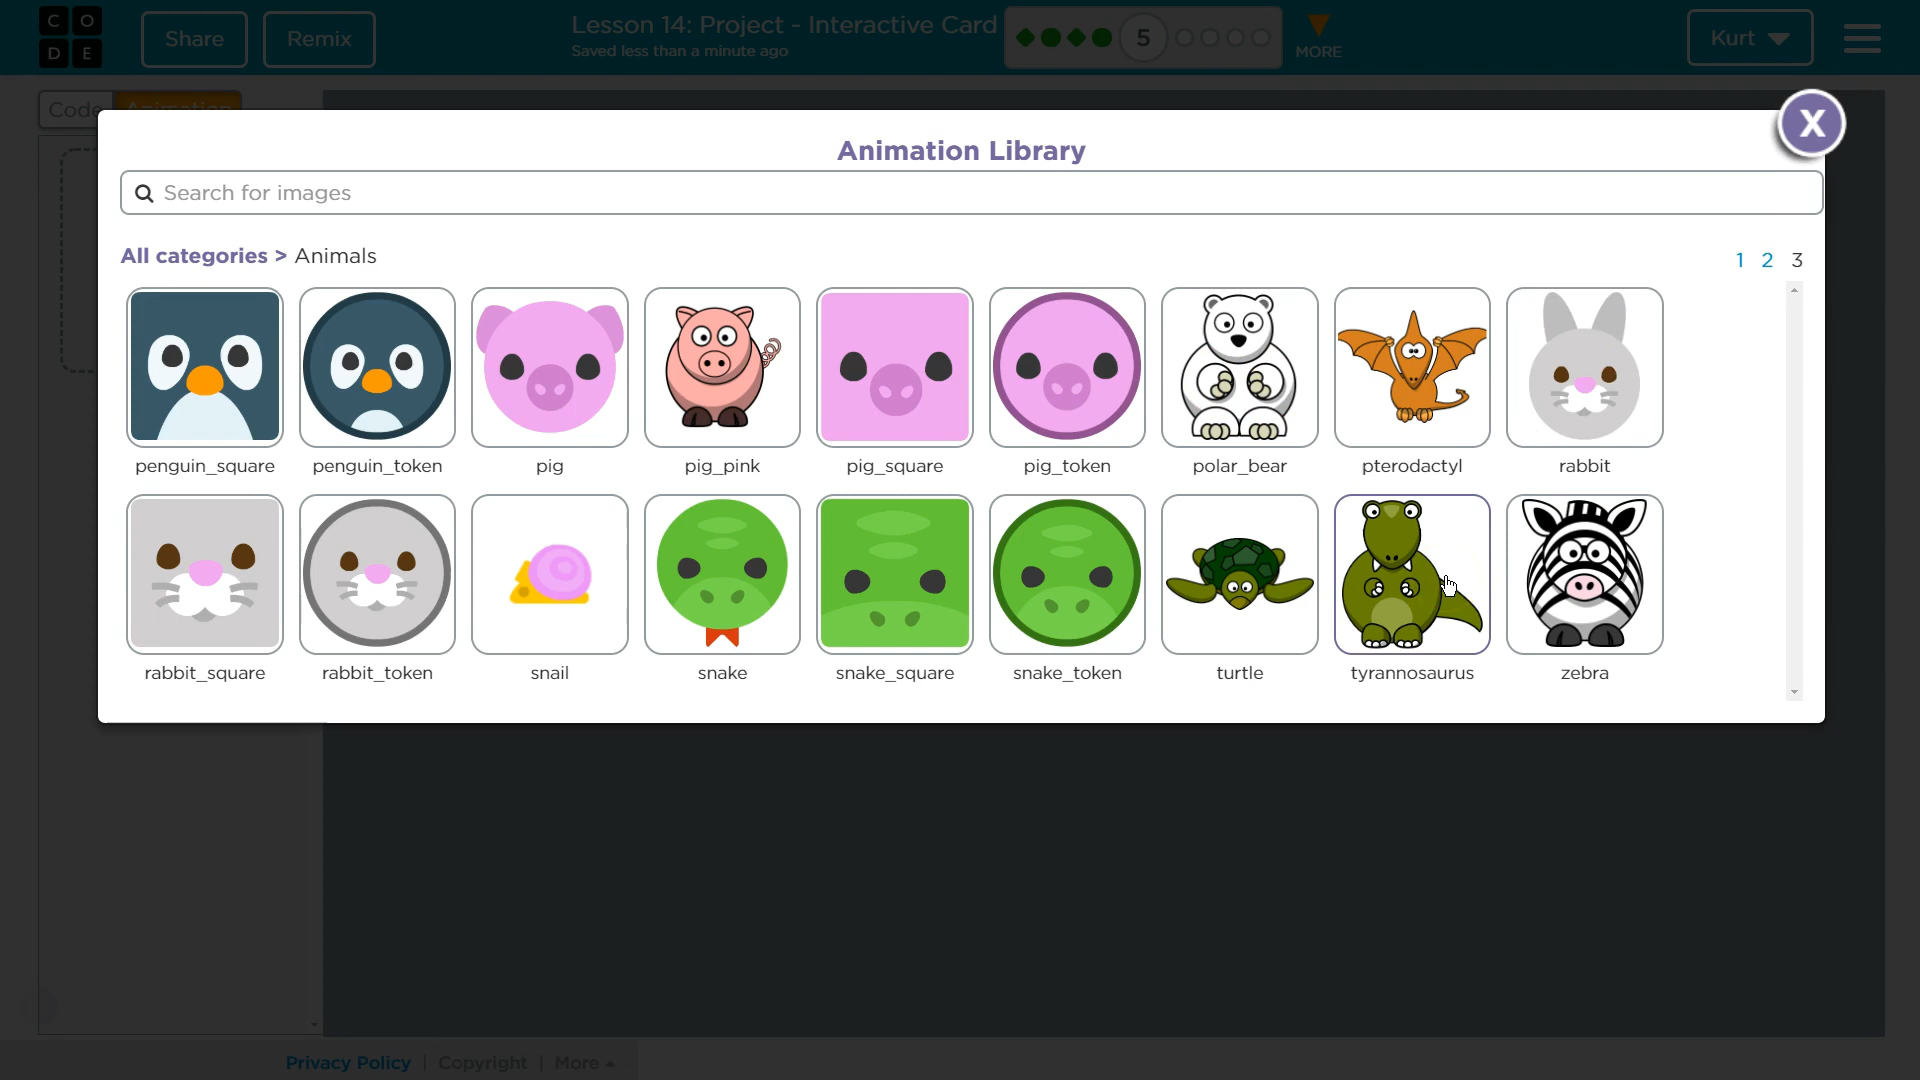 C O
D E
Share
Remix
Lesson 14: Project - Interactive Card
Saved less than a minute ago
5
MORE
Kurt
Code
Animation
Animation Library
X
Search for images
All categories > Animals
1 2 3
penguin_square penguin_token pig pig_pink pig_square pig_token polar_bear pterodactyl rabbit
rabbit_square rabbit_token snail snake snake_square snake_token turtle tyrannosaurus zebra
Privacy Policy | Copyright | More